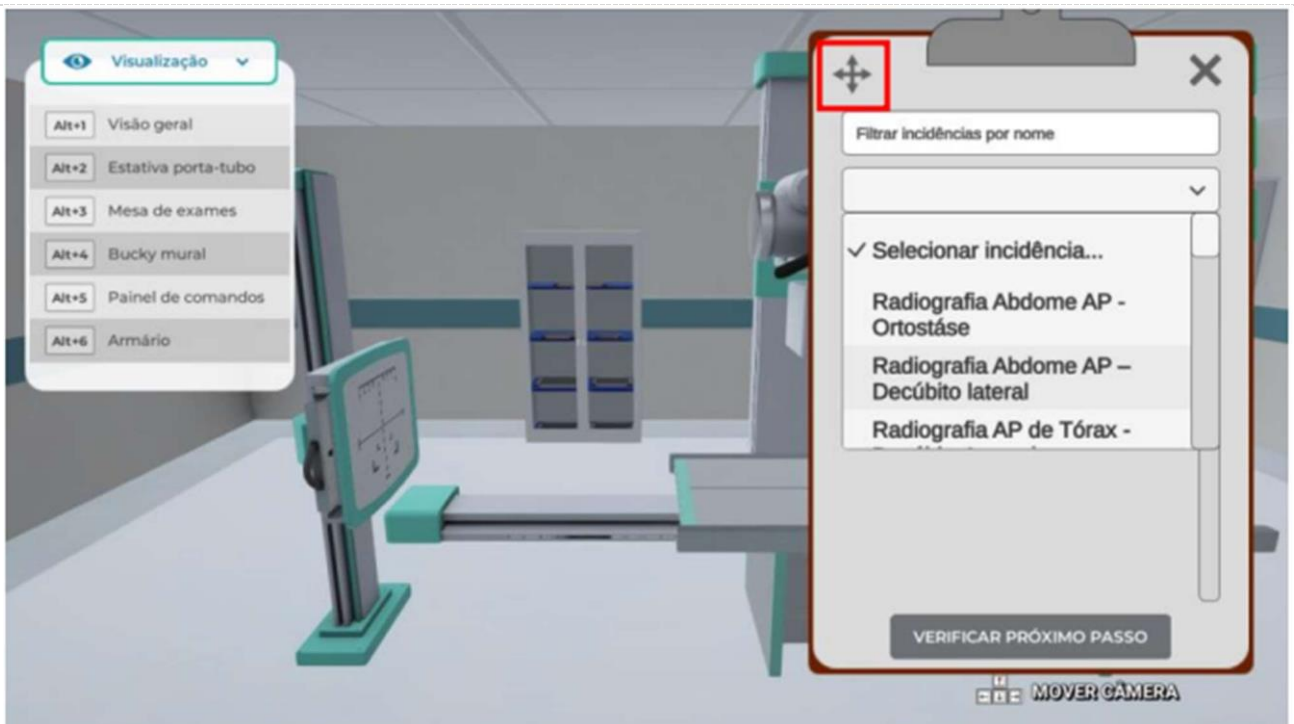 Visualização
Alt+1 Visão geral
Alt+2 Estativa porta-tubo
Alt+3 Mesa de exames
Alt+4 Bucky mural
Alt+5 Painel de comandos
Alt+6 Armário
Filtrar incidências por nome
Selecionar incidência...
Radiografia Abdome AP -
Ortostáse
Radiografia Abdome AP –
Decúbito lateral
Radiografia AP de Tórax -
VERIFICAR PRÓXIMO PASSO
MOVER CÂMERA